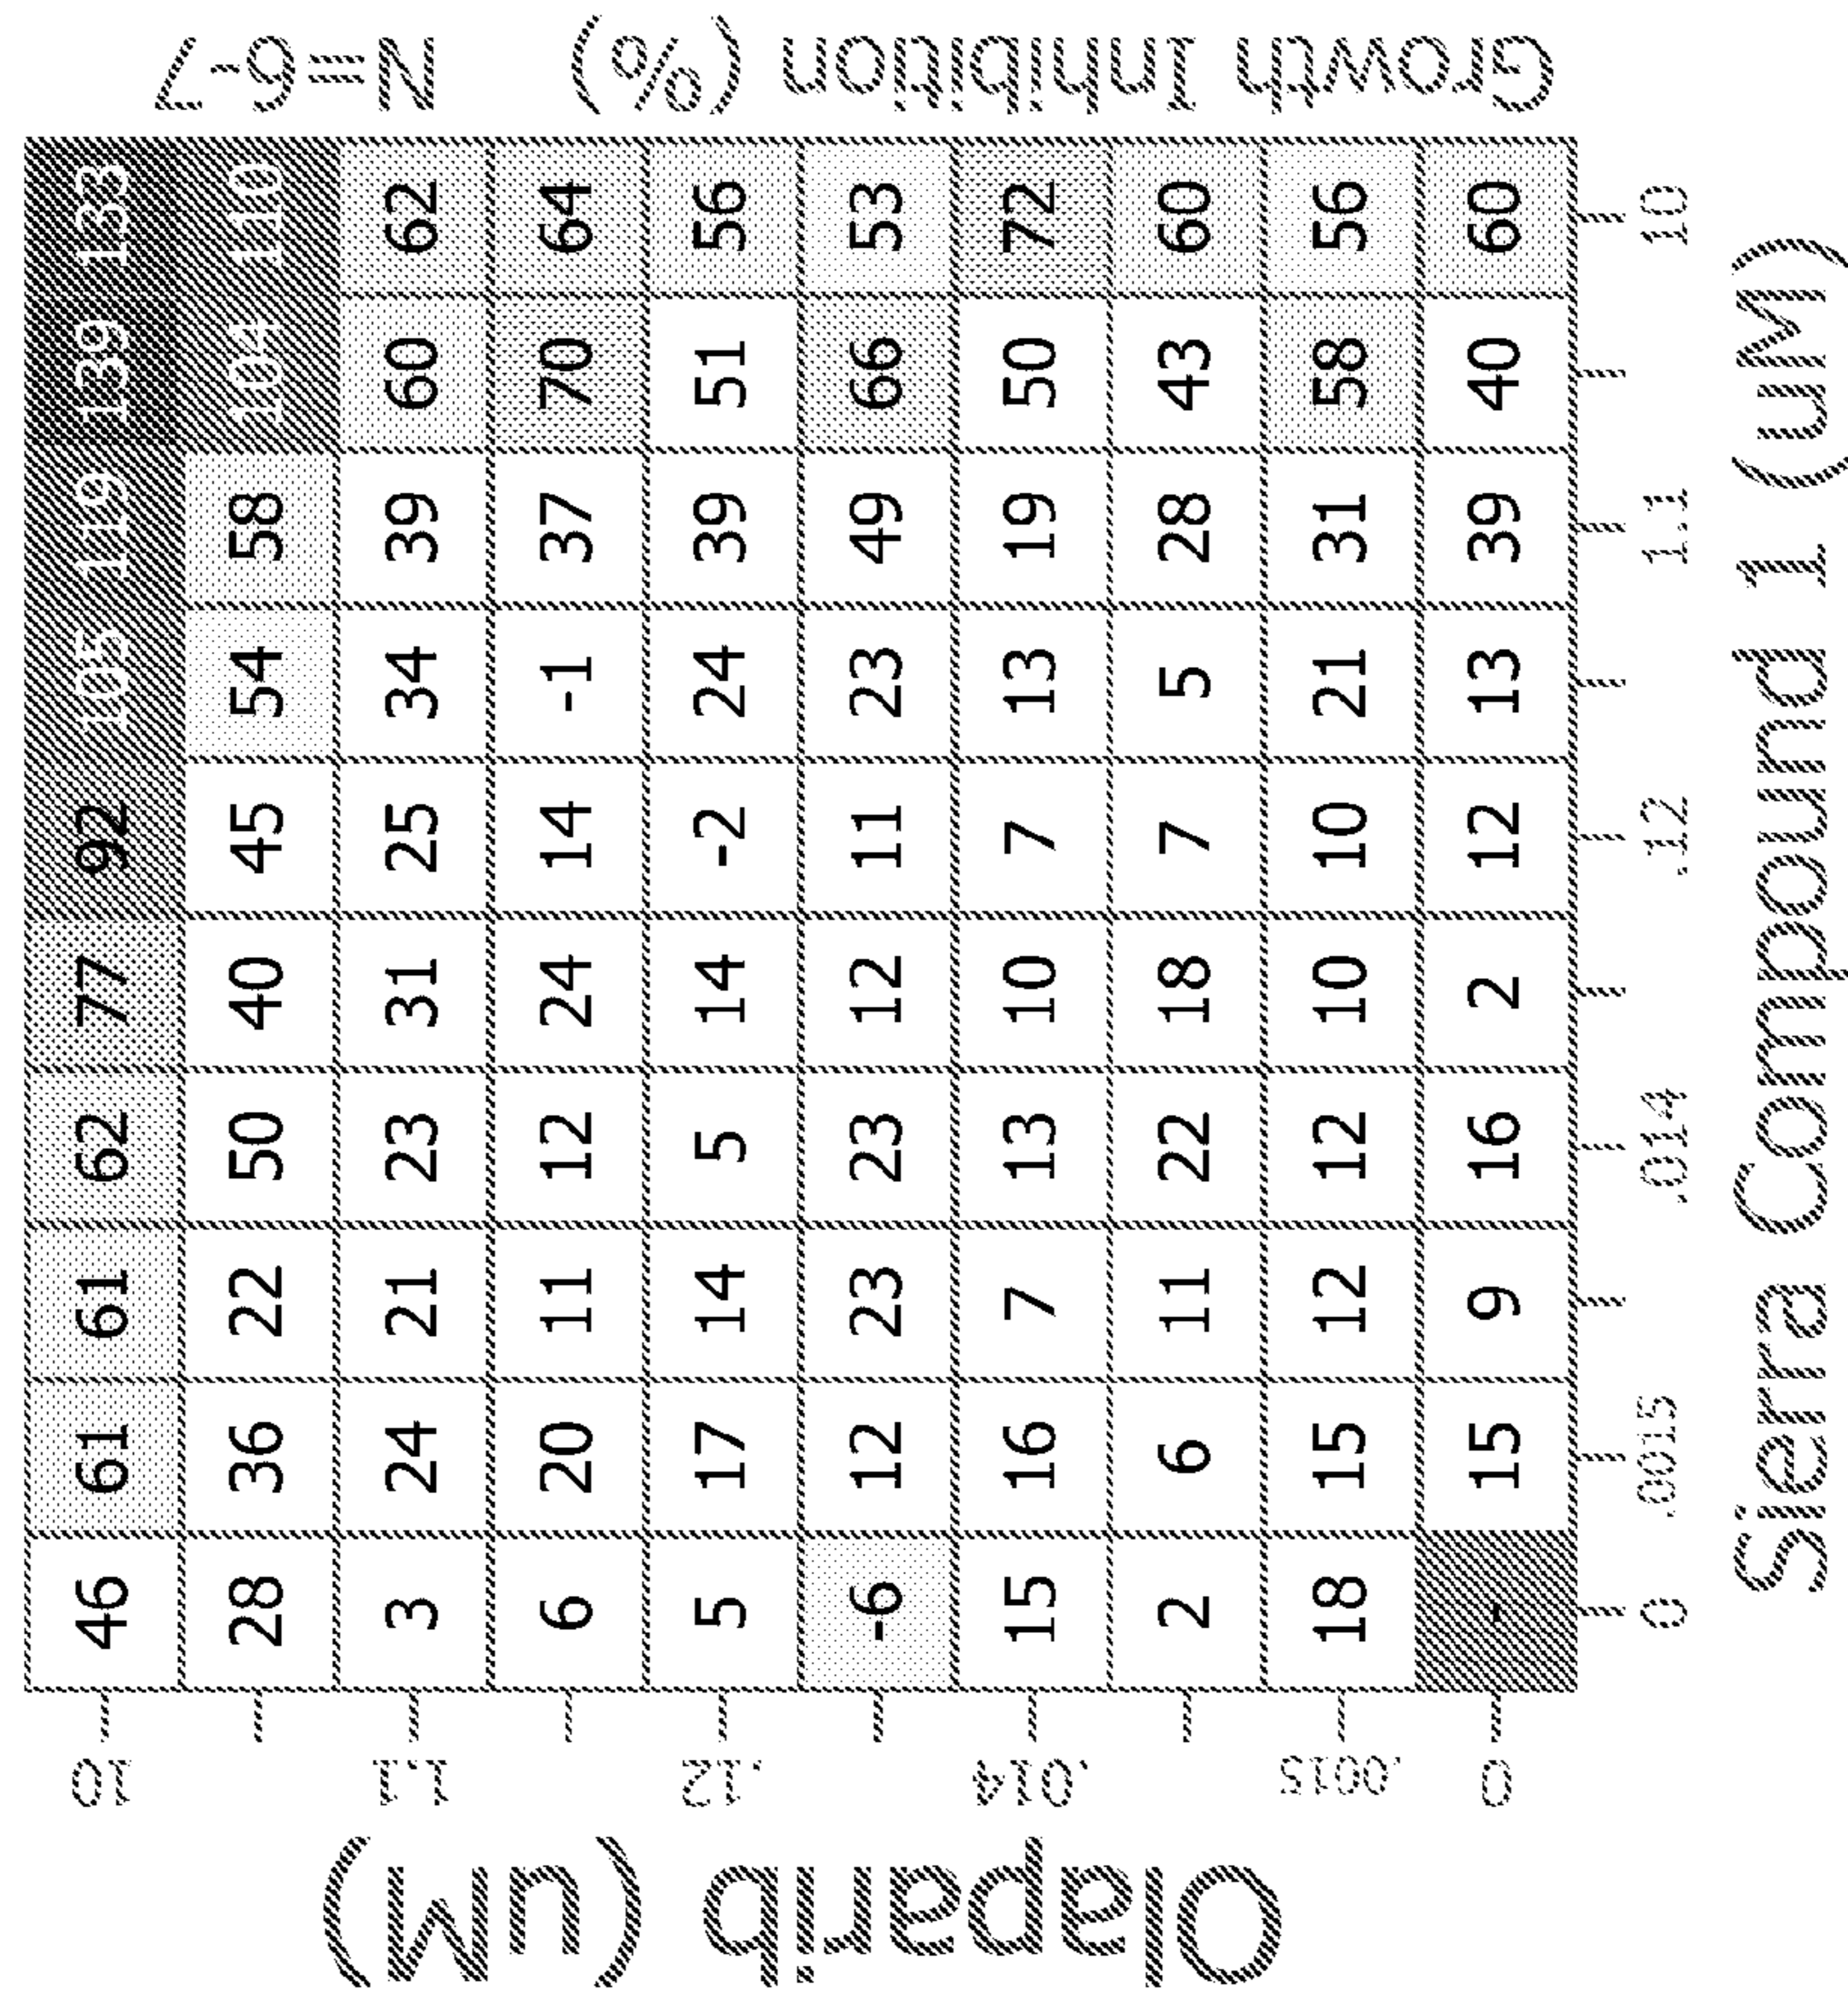 Olaparib (uM)
10 46 61 61 62 77 92 105 119 139 133
28 36 22 50 40 45 54 58 104 110
1.1 3 24 21 23 31 25 34 39 60 62
6 20 11 12 24 14 -1 37 70 64
.12 5 17 14 5 14 -2 24 39 51 56
-6 12 23 23 12 11 23 49 66 53
.014 15 16 7 13 10 7 13 19 50 72
2 6 11 22 18 7 5 28 43 60
.0015 18 15 12 12 10 10 21 31 58 56
0 - 15 9 16 2 12 13 39 40 60
0 .0015 .014 .12 1.1 10
Sierra Compound 1 (uM)
Growth Inhibition (%) N=6-7